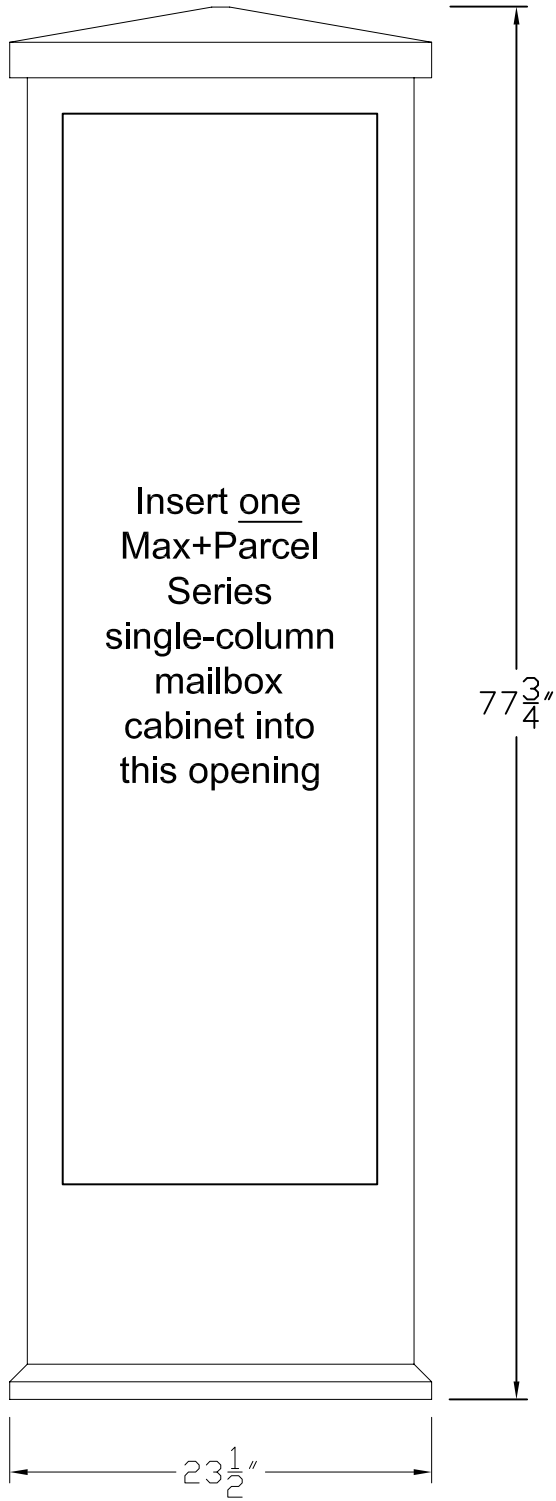 Insert one
Max+Parcel
Series
single-column
mailbox
cabinet into
this opening
77 3/4"
23 1/2"